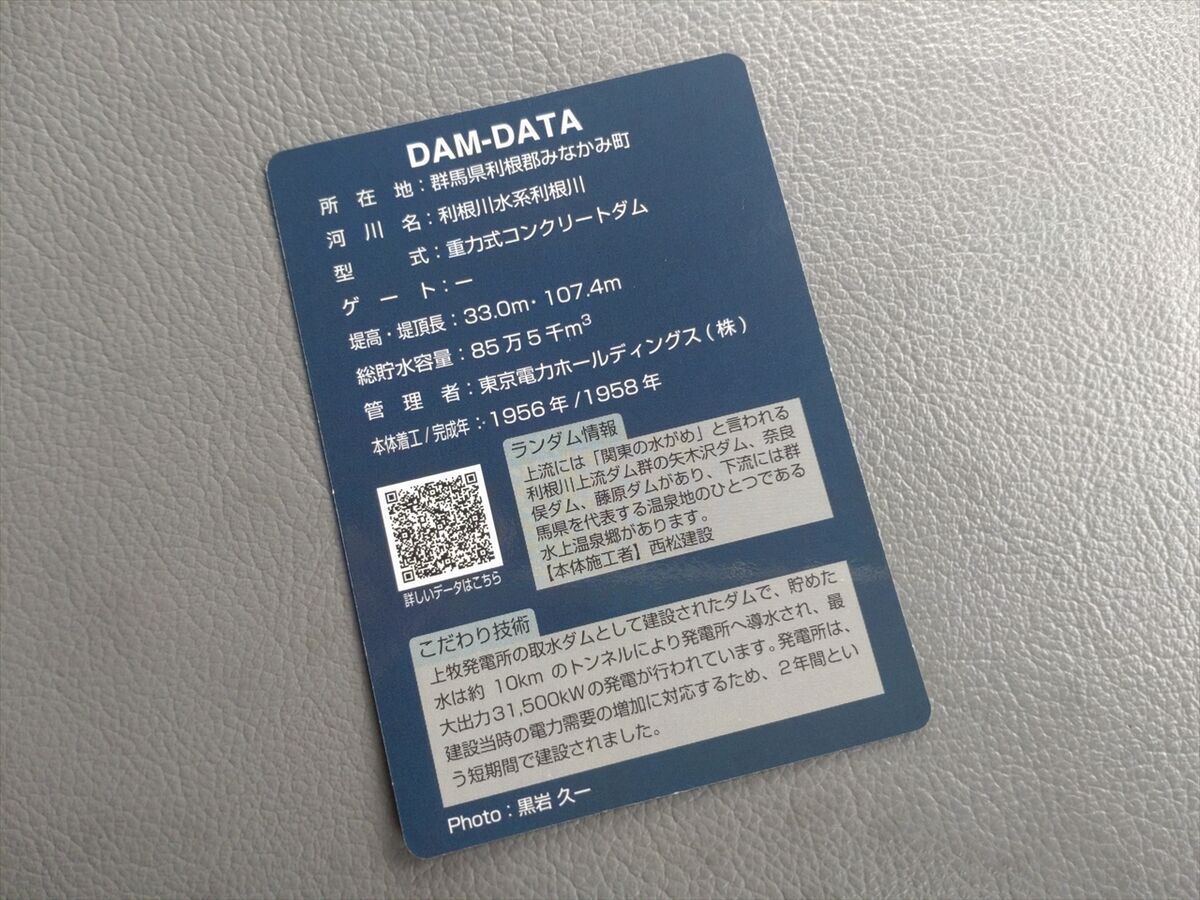 DAM-DATA
所在地：群馬県利根郡みなかみ町
河川名：利根川水系利根川
型式：重力式コンクリートダム
ゲート：ー
堤高・堤頂長：33.0m・107.4m
総貯水容量：85万5千m³
管理者：東京電力ホールディングス(株)
本体着工/完成年：1956年/1958年
ランダム情報
上流には「関東の水がめ」と言われる
利根川上流ダム群の矢木沢ダム、奈良
俣ダム、藤原ダムがあり、下流には群
馬県を代表する温泉地のひとつである
水上温泉郷があります。
【本体施工者】西松建設
詳しいデータはこちら
こだわり技術
上牧発電所の取水ダムとして建設されたダムで、貯めた
水は約 10km のトンネルにより発電所へ導水され、最
大出力31,500kWの発電が行われています。発電所は、
建設当時の電力需要の増加に対応するため、2年間とい
う短期間で建設されました。
Photo：黒岩 久一